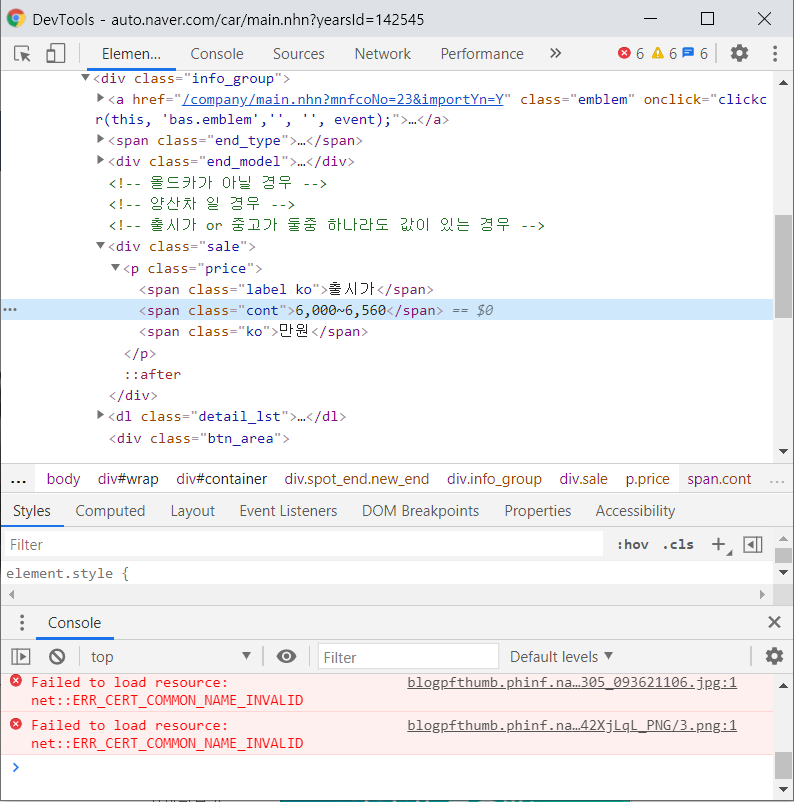 DevTools - auto.naver.com/car/main.nhn?yearsId=142545
Elemen... Console Sources Network Performance » 6 6 6
<div class="info_group">
<a href="/company/main.nhn?mnfcoNo=23&importYn=Y" class="emblem" onclick="clickc
r(this, 'bas.emblem','', '', event);">…</a>
<span class="end_type">…</span>
<div class="end_model">…</div>
<!-- 올드카가 아닐 경우 -->
<!-- 양산차 일 경우 -->
<!-- 출시가 or 중고가 둘중 하나라도 값이 있는 경우 -->
<div class="sale">
<p class="price">
<span class="label ko">출시가</span>
<span class="cont">6,000~6,560</span> == $0
<span class="ko">만원</span>
</p>
::after
</div>
<dl class="detail_lst">…</dl>
<div class="btn_area">
... body div#wrap div#container div.spot_end.new_end div.info_group div.sale p.price span.cont ...
Styles Computed Layout Event Listeners DOM Breakpoints Properties Accessibility
Filter :hov .cls +
element.style {
Console
top Filter Default levels
Failed to load resource: blogpfthumb.phinf.na…305_093621106.jpg:1
net::ERR_CERT_COMMON_NAME_INVALID
Failed to load resource: blogpfthumb.phinf.na…42XjLqL_PNG/3.png:1
net::ERR_CERT_COMMON_NAME_INVALID